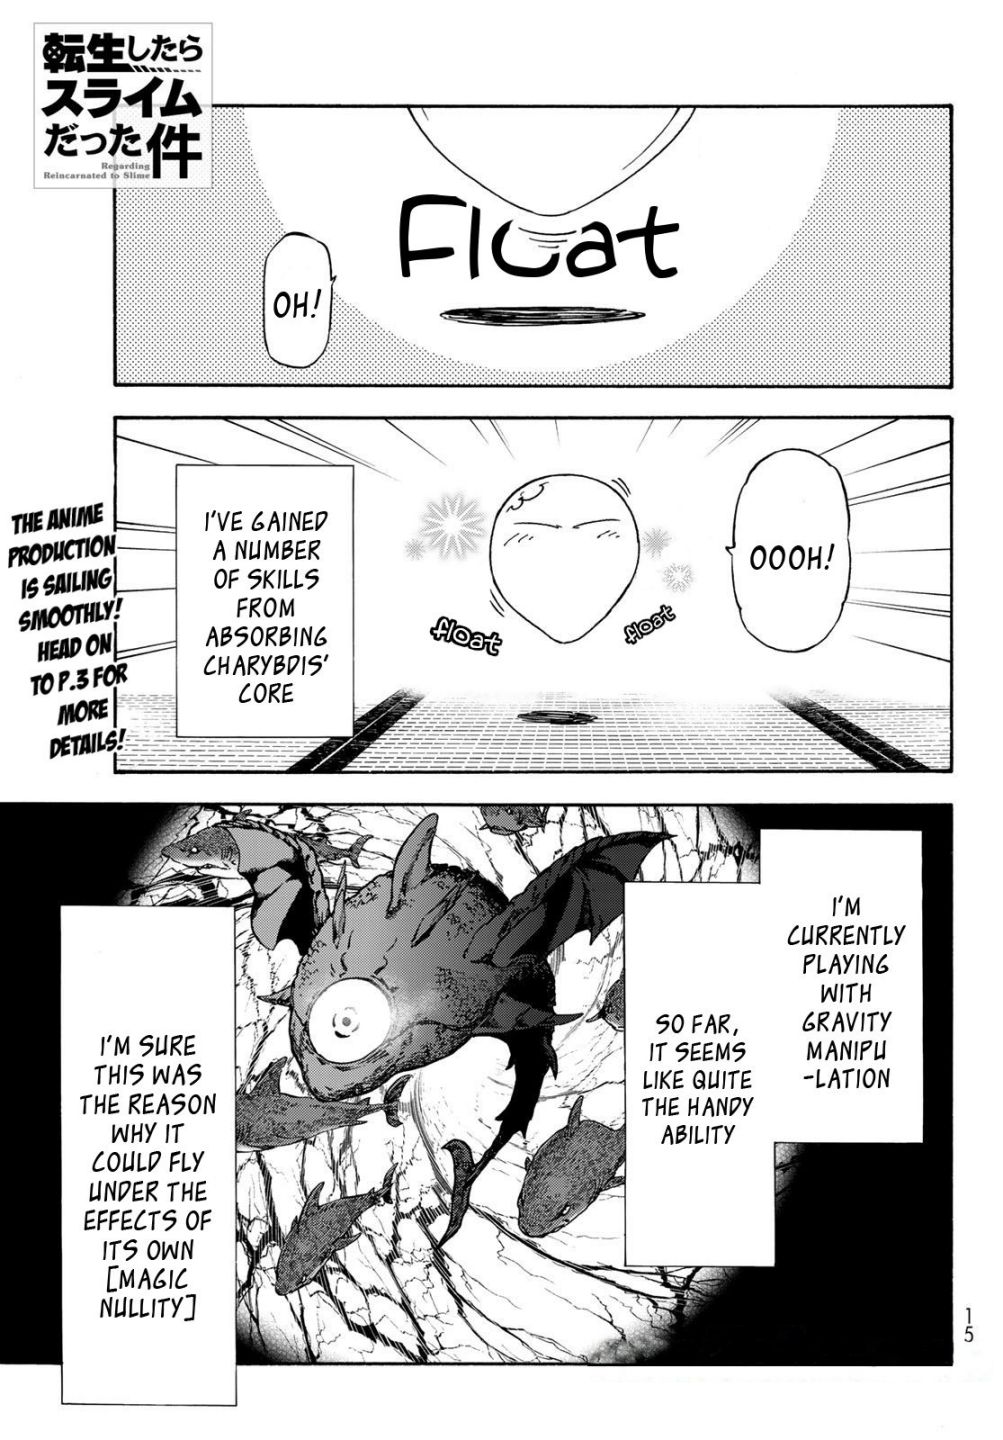 転生したら
スライム
だった件
Regarding
Reincarnated to Slime
Float
OH!
OOOH!
I'VE GAINED
A NUMBER
OF SKILLS
FROM
ABSORBING
CHARYBDIS'
CORE
float
float
THE ANIME
PRODUCTION
IS SAILING
SMOOTHLY!
HEAD ON
TO P.3 FOR
MORE
DETAILS!
I'M
CURRENTLY
PLAYING
WITH
GRAVITY
MANIPU
-LATION
SO FAR,
IT SEEMS
LIKE QUITE
THE HANDY
ABILITY
I'M SURE
THIS WAS
THE REASON
WHY IT
COULD FLY
UNDER THE
EFFECTS OF
ITS OWN
[MAGIC
NULLITY]
15